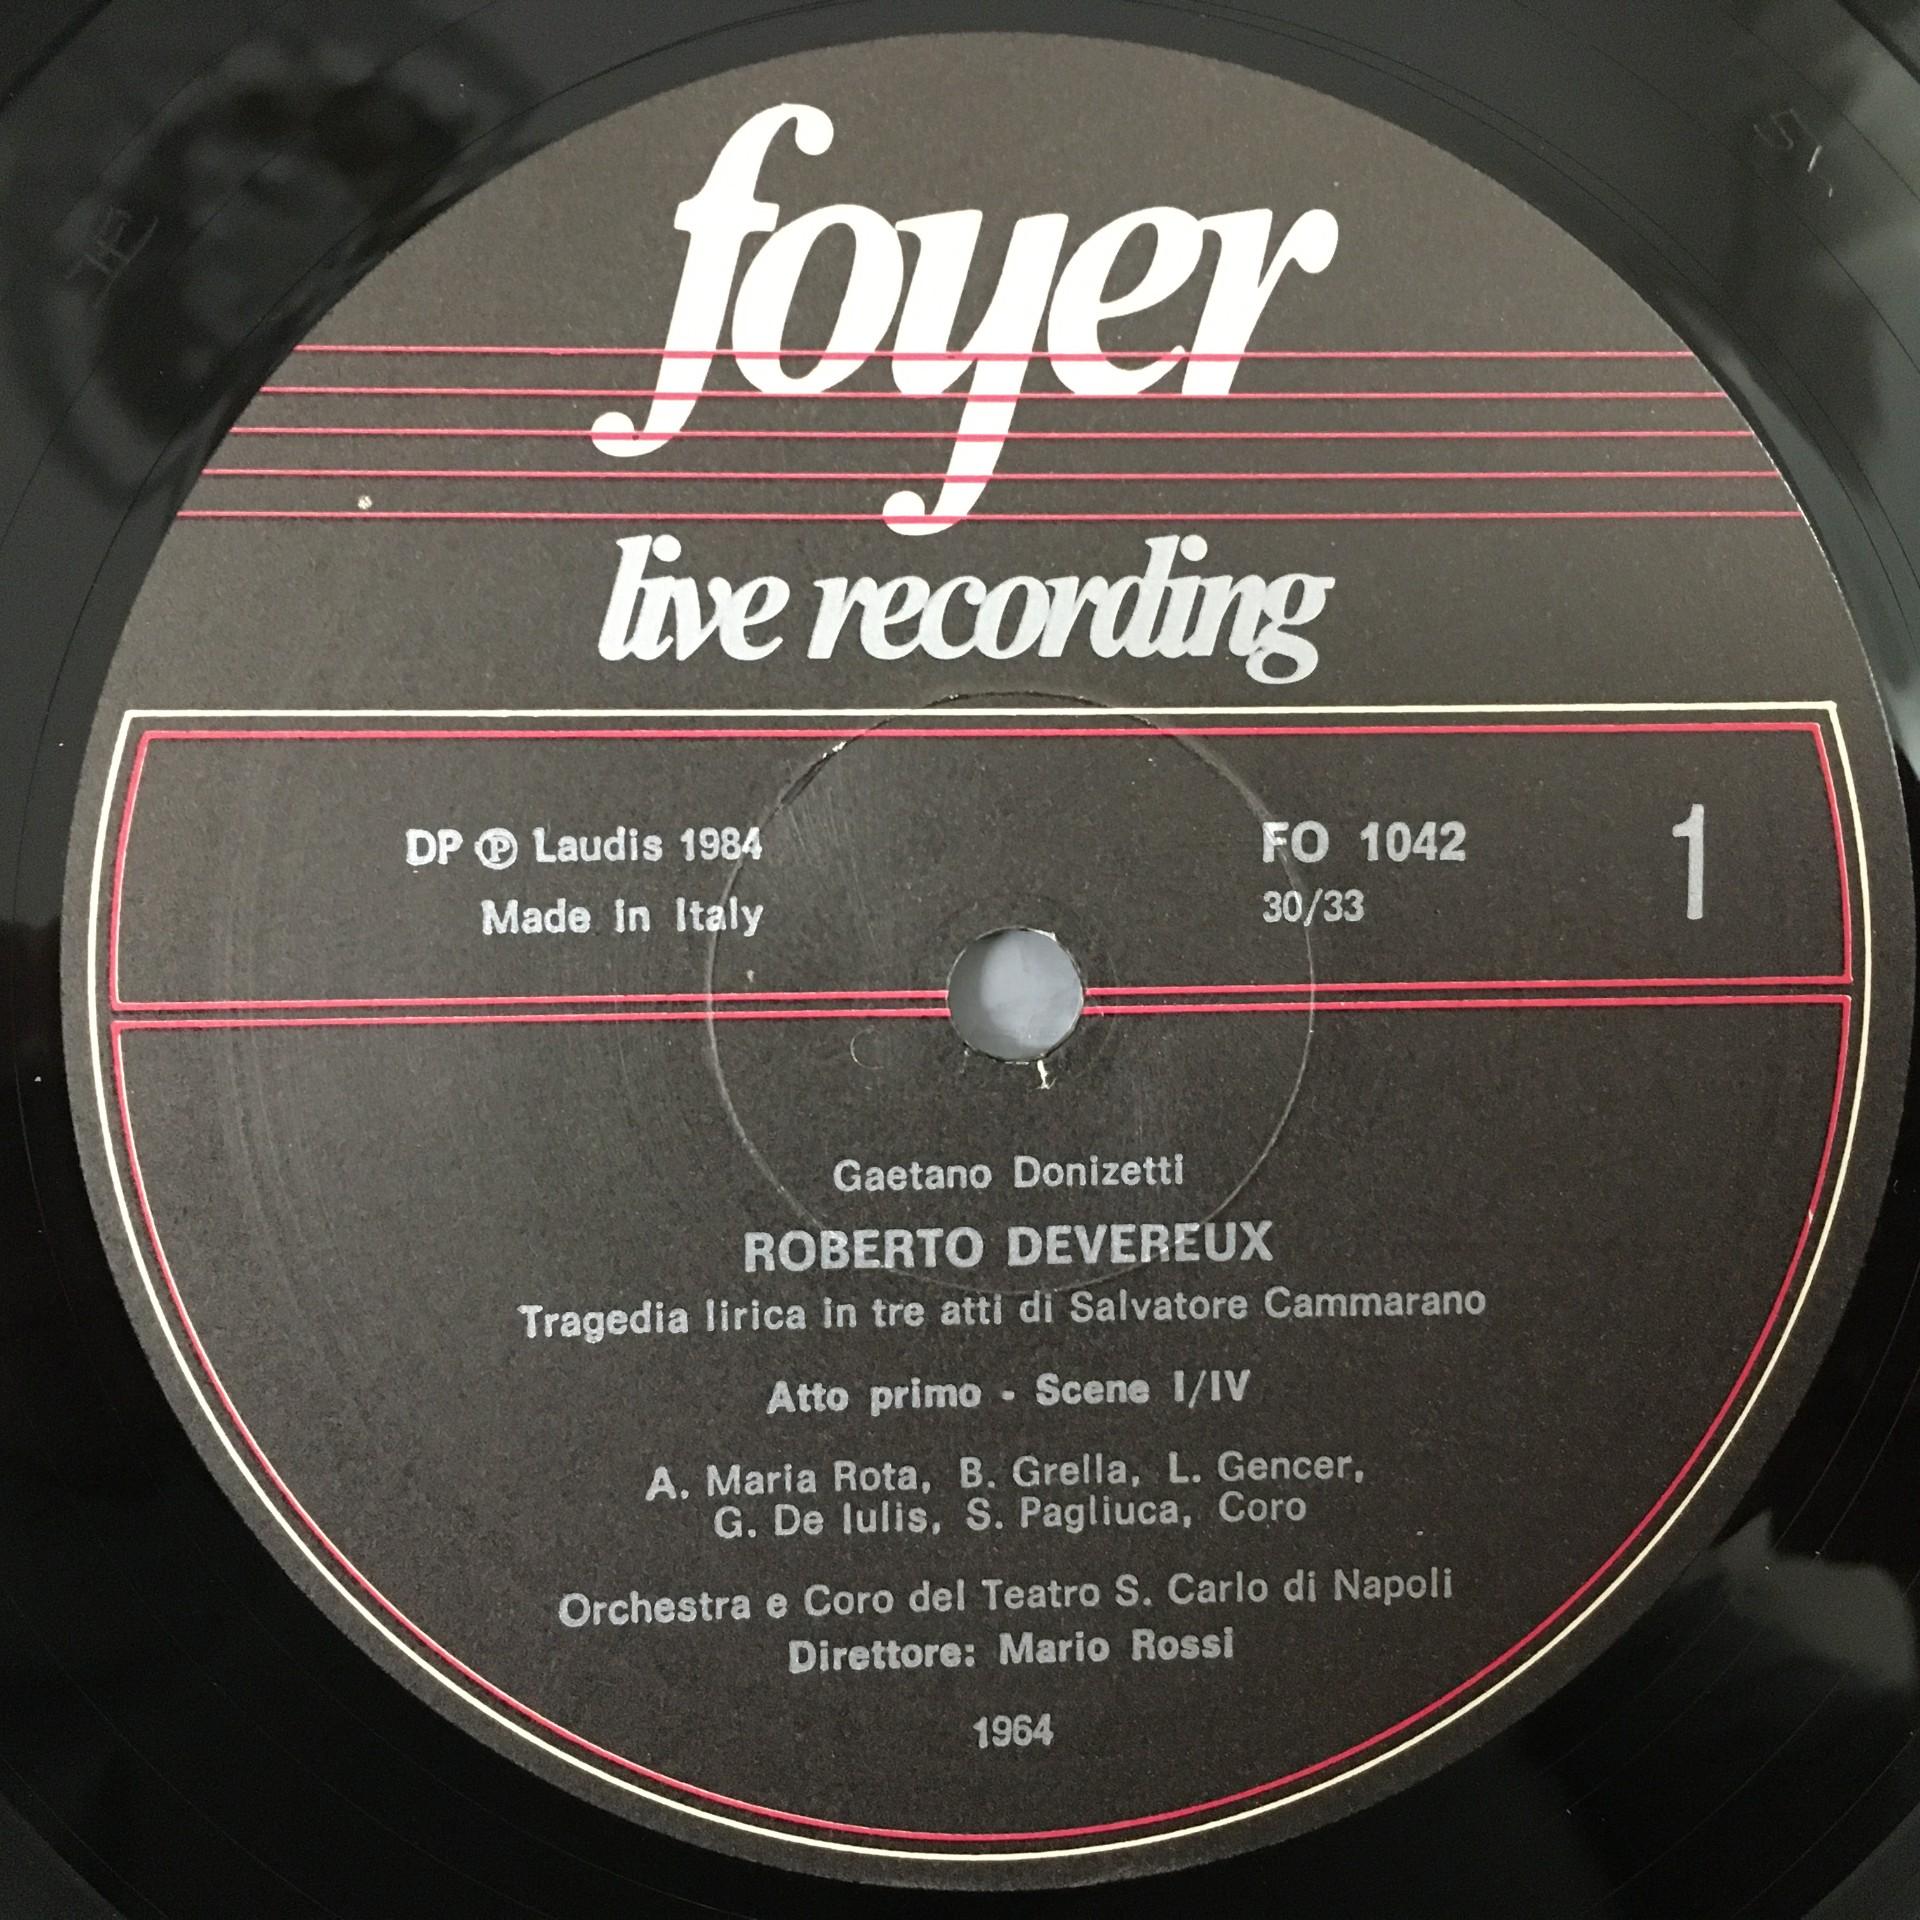 foyer
live recording
DP Ⓟ Laudis 1984
Made in Italy
FO 1042
30/33
1
Gaetano Donizetti
ROBERTO DEVEREUX
Tragedia lirica in tre atti di Salvatore Cammarano
Atto primo - Scene I/IV
A. Maria Rota, B. Grella, L. Gencer,
G. De Iulis, S. Pagliuca, Coro
Orchestra e Coro del Teatro S. Carlo di Napoli
Direttore: Mario Rossi
1964